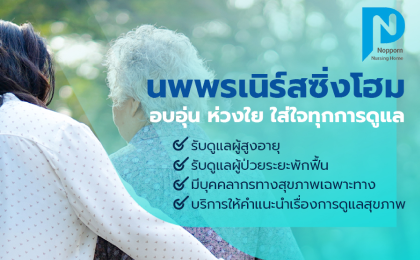 Nopporn
Nursing Home
นพพรเนิร์สซิ่งโฮม
อบอุ่น ห่วงใย ใส่ใจทุกการดูแล
รับดูแลผู้สูงอายุ
รับดูแลผู้ป่วยระยะพักฟื้น
มีบุคคลากรทางสุขภาพเฉพาะทาง
บริการให้คำแนะนำเรื่องการดูแลสุขภาพ